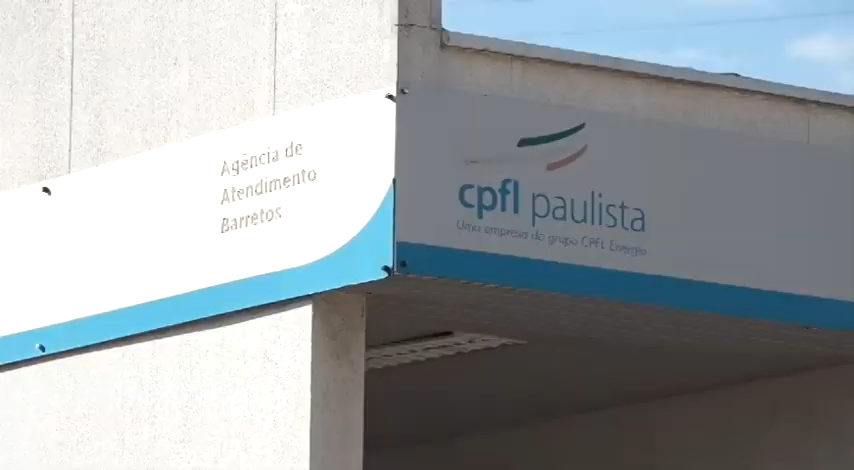 Agência de
Atendimento
Barretos
cpfl paulista
Uma empresa do grupo CPFL Energia